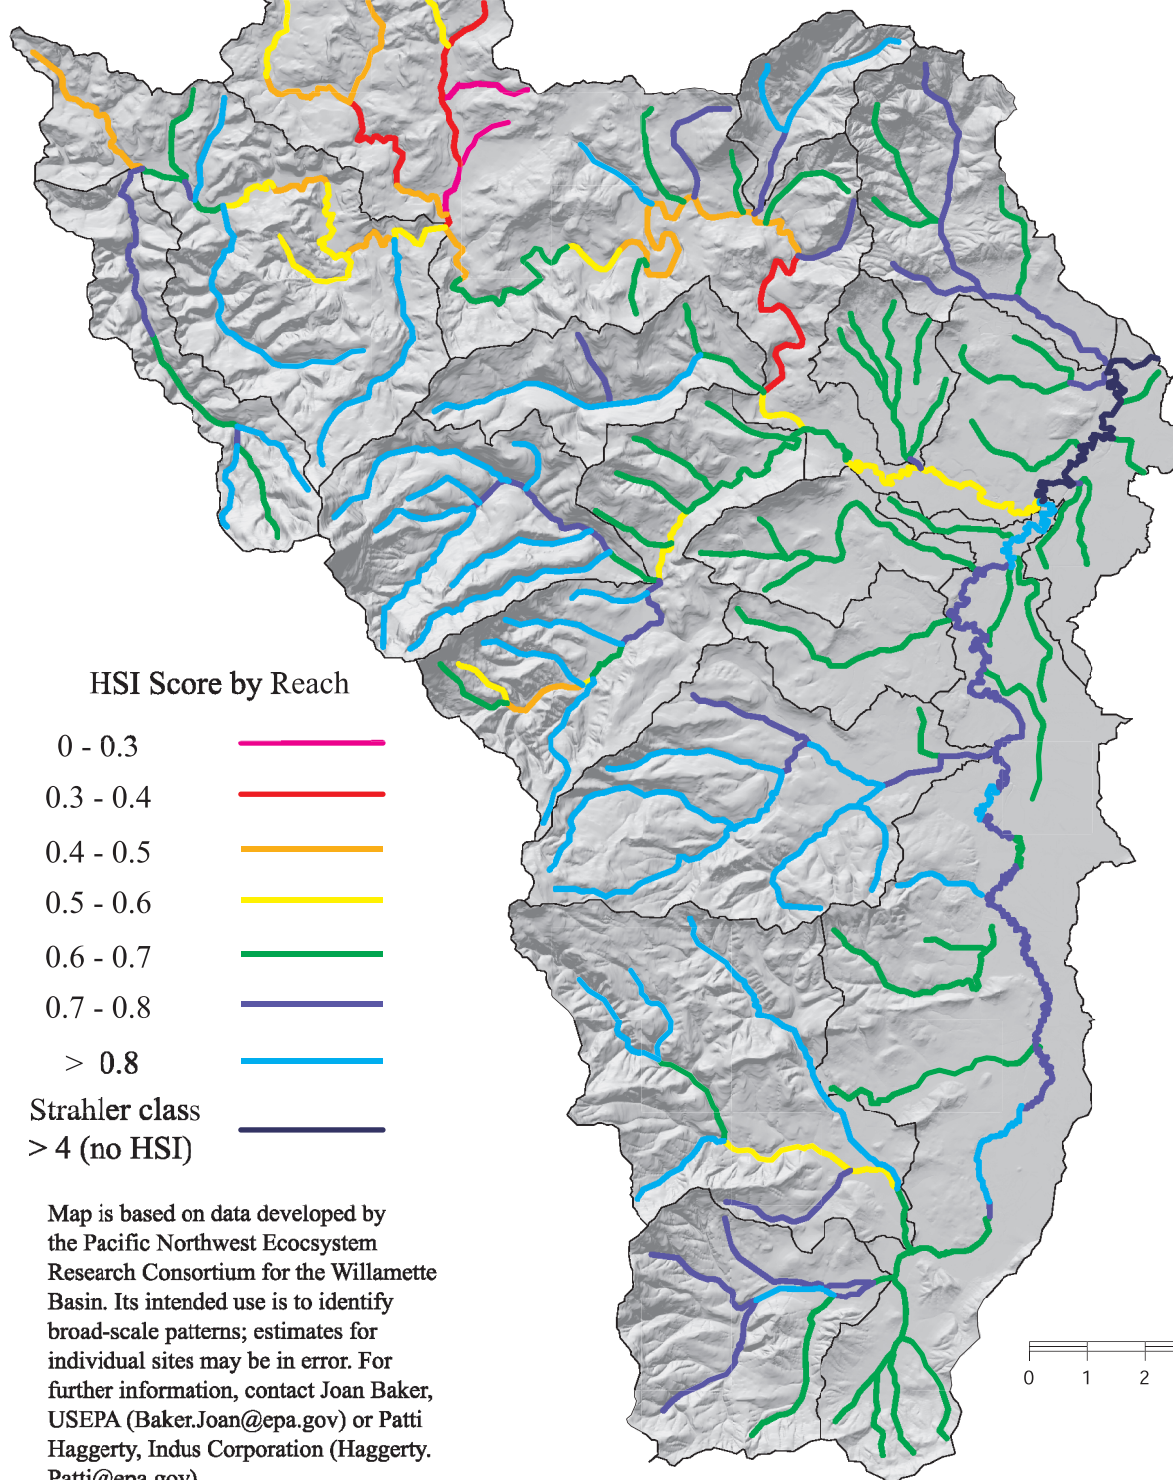 HSI Score by Reach
0 - 0.3
0.3 - 0.4
0.4 - 0.5
0.5 - 0.6
0.6 - 0.7
0.7 - 0.8
> 0.8
Strahler class
> 4 (no HSI)
Map is based on data developed by
the Pacific Northwest Ecocsystem
Research Consortium for the Willamette
Basin. Its intended use is to identify
broad-scale patterns; estimates for
individual sites may be in error. For
further information, contact Joan Baker,
USEPA (Baker.Joan@epa.gov) or Patti
Haggerty, Indus Corporation (Haggerty.
Patti@epa.gov)
0 1 2